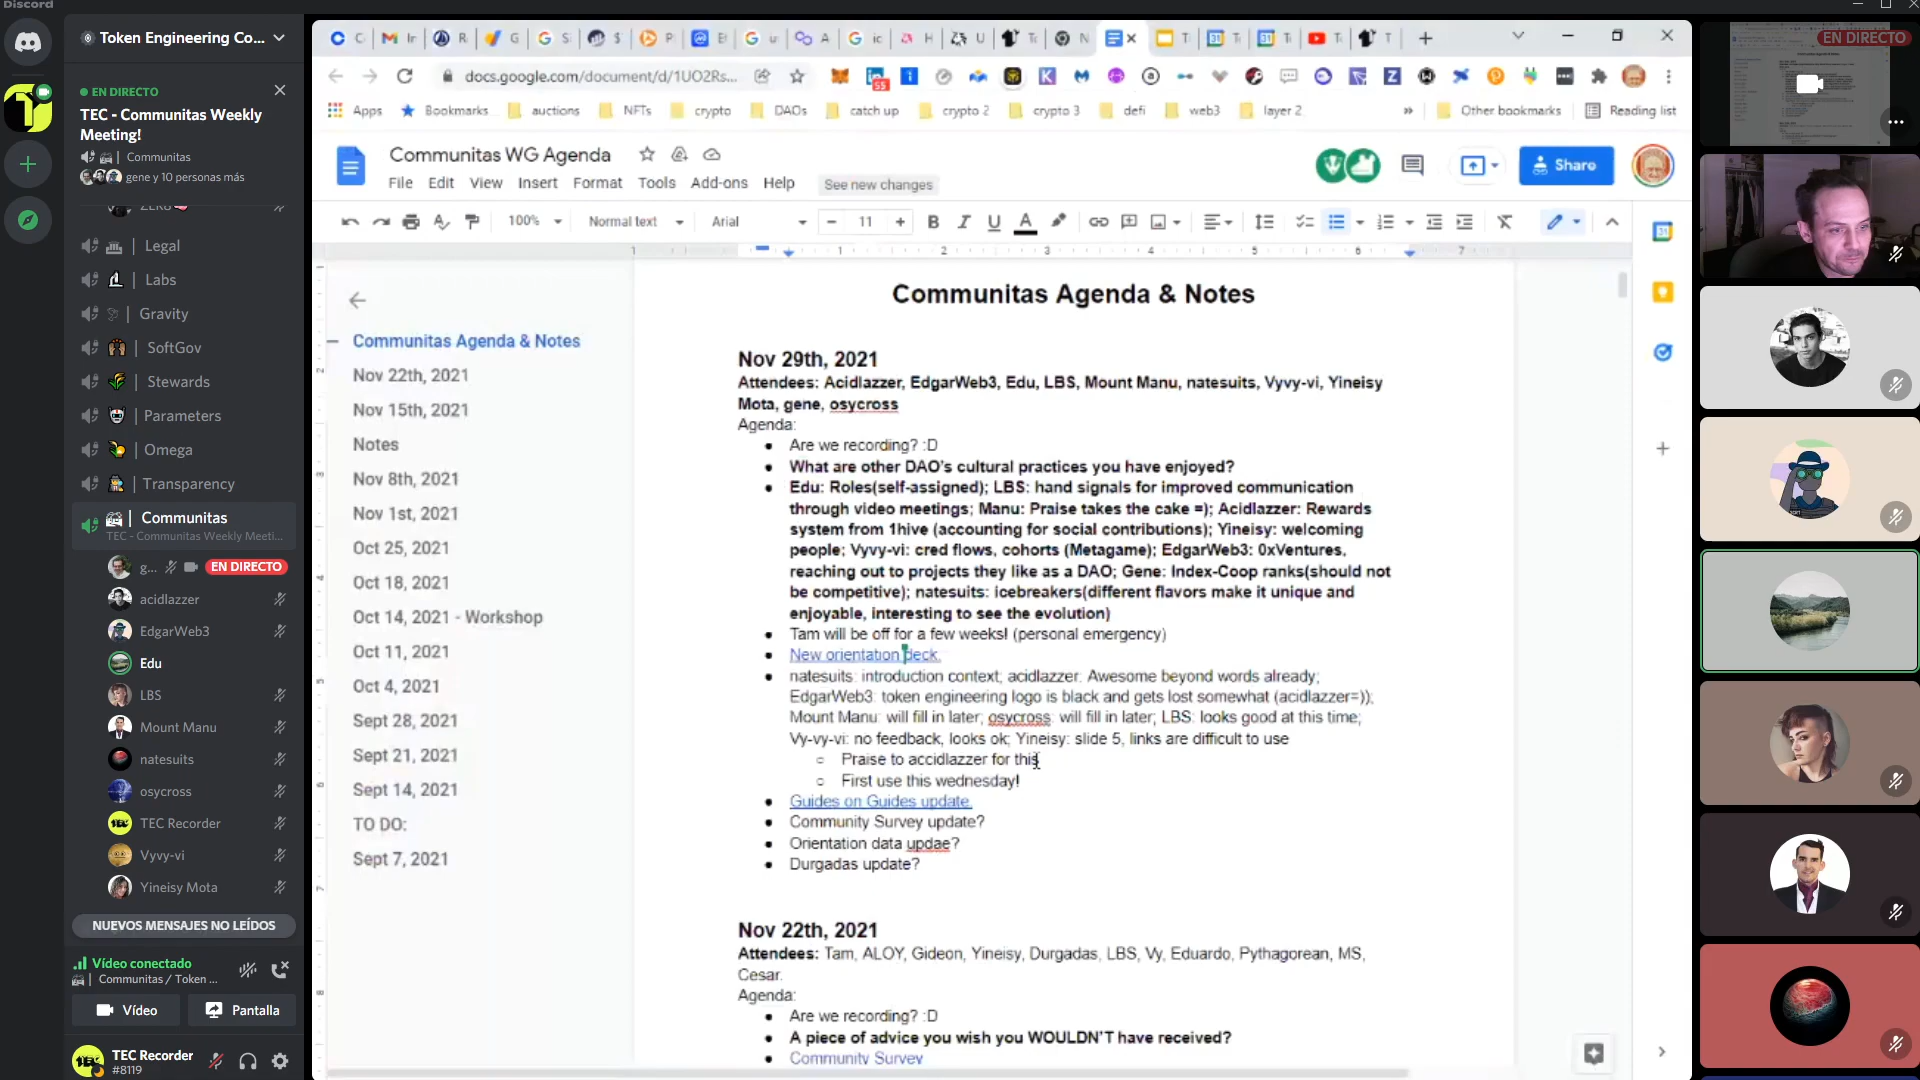 Discord
Token Engineering Co...
EN DIRECTO
TEC - Communitas Weekly
Meeting!
Communitas
gene y 10 personas más
Legal
Labs
Gravity
SoftGov
Stewards
Parameters
Omega
Transparency
Communitas
TEC - Communitas Weekly Meeti...
g... EN DIRECTO
acidlazzer
EdgarWeb3
Edu
LBS
Mount Manu
natesuits
osycross
TEC Recorder
Vyvy-vi
Yineisy Mota
NUEVOS MENSAJES NO LEÍDOS
Vídeo conectado
Communitas / Token ...
Vídeo
Pantalla
TEC Recorder
#8119
docs.google.com/document/d/1UO2Rs...
Apps
Bookmarks
auctions
NFTs
crypto
DAOs
catch up
crypto 2
crypto 3
defi
web3
layer 2
»
Other bookmarks
Reading list
Communitas WG Agenda
File Edit View Insert Format Tools Add-ons Help
See new changes
Share
100%
Normal text
Arial
11
Communitas Agenda & Notes
Nov 22th, 2021
Nov 15th, 2021
Notes
Nov 8th, 2021
Nov 1st, 2021
Oct 25, 2021
Oct 18, 2021
Oct 14, 2021 - Workshop
Oct 11, 2021
Oct 4, 2021
Sept 28, 2021
Sept 21, 2021
Sept 14, 2021
TO DO:
Sept 7, 2021
Communitas Agenda & Notes
Nov 29th, 2021
Attendees: Acidlazzer, EdgarWeb3, Edu, LBS, Mount Manu, natesuits, Vyvy-vi, Yineisy
Mota, gene, osycross
Agenda:
Are we recording? :D
What are other DAO's cultural practices you have enjoyed?
Edu: Roles(self-assigned); LBS: hand signals for improved communication
through video meetings; Manu: Praise takes the cake =); Acidlazzer: Rewards
system from 1hive (accounting for social contributions); Yineisy: welcoming
people; Vyvy-vi: cred flows, cohorts (Metagame); EdgarWeb3: 0xVentures,
reaching out to projects they like as a DAO; Gene: Index-Coop ranks(should not
be competitive); natesuits: icebreakers(different flavors make it unique and
enjoyable, interesting to see the evolution)
Tam will be off for a few weeks! (personal emergency)
New orientation deck.
natesuits: introduction context; acidlazzer: Awesome beyond words already;
EdgarWeb3: token engineering logo is black and gets lost somewhat (acidlazzer=));
Mount Manu: will fill in later; osycross: will fill in later; LBS: looks good at this time;
Vy-vy-vi: no feedback, looks ok; Yineisy: slide 5, links are difficult to use
Praise to accidlazzer for this
First use this wednesday!
Guides on Guides update.
Community Survey update?
Orientation data updae?
Durgadas update?
Nov 22th, 2021
Attendees: Tam, ALOY, Gideon, Yineisy, Durgadas, LBS, Vy, Eduardo, Pythagorean, MS,
Cesar.
Agenda:
Are we recording? :D
A piece of advice you wish you WOULDN'T have received?
Community Survey
EN DIRECTO